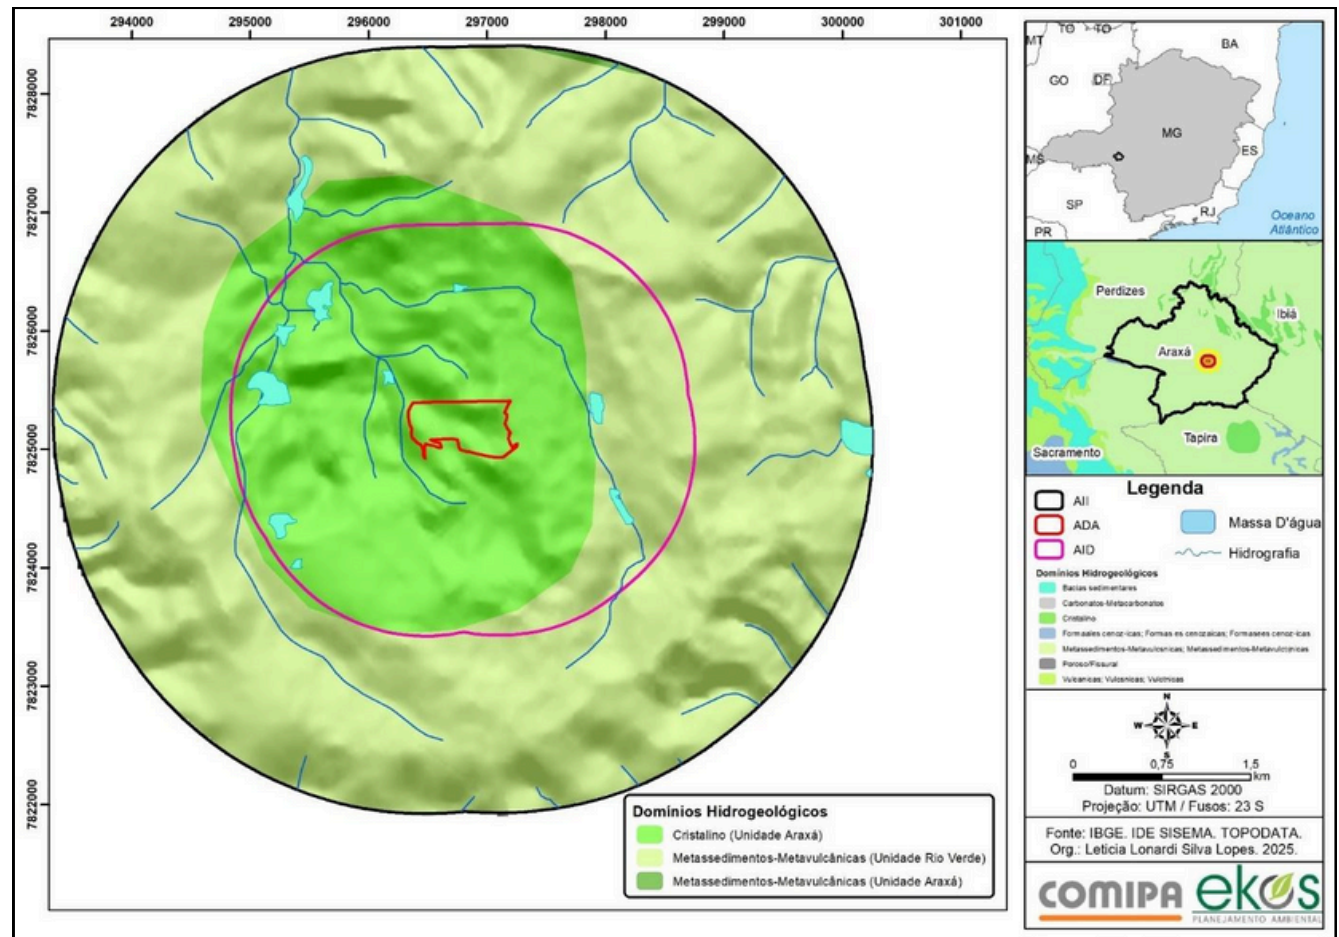 294000 295000 296000 297000 298000 299000 300000 301000
7828000
7827000
7826000
7825000
7824000
7823000
7822000
Domínios Hidrogeológicos
Cristalino (Unidade Araxá)
Metassedimentos-Metavulcânicas (Unidade Rio Verde)
Metassedimentos-Metavulcânicas (Unidade Araxá)
TO TO
MT
BA
GO DF
MG
MS
ES
SP
RJ
PR
Oceano
Atlântico
Perdizes
Ibiá
Araxá
Tapira
Sacramento
Legenda
AII
ADA
AID
Massa D'água
Hidrografia
Domínios Hidrogeológicos
Bacias sedimentares
Carbonatos-Metacarbonatos
Cristalino
Metassedimentos-Metavulcnicas; Metassedimentos-Metavulcnicas
Poroso/Fissural
N
W E
S
0 0,75 1,5
km
Datum: SIRGAS 2000
Projeção: UTM / Fusos: 23 S
Fonte: IBGE. IDE SISEMA. TOPODATA.
Org.: Leticia Lonardi Silva Lopes. 2025.
COMIPA
ekos
PLANEJAMENTO AMBIENTAL